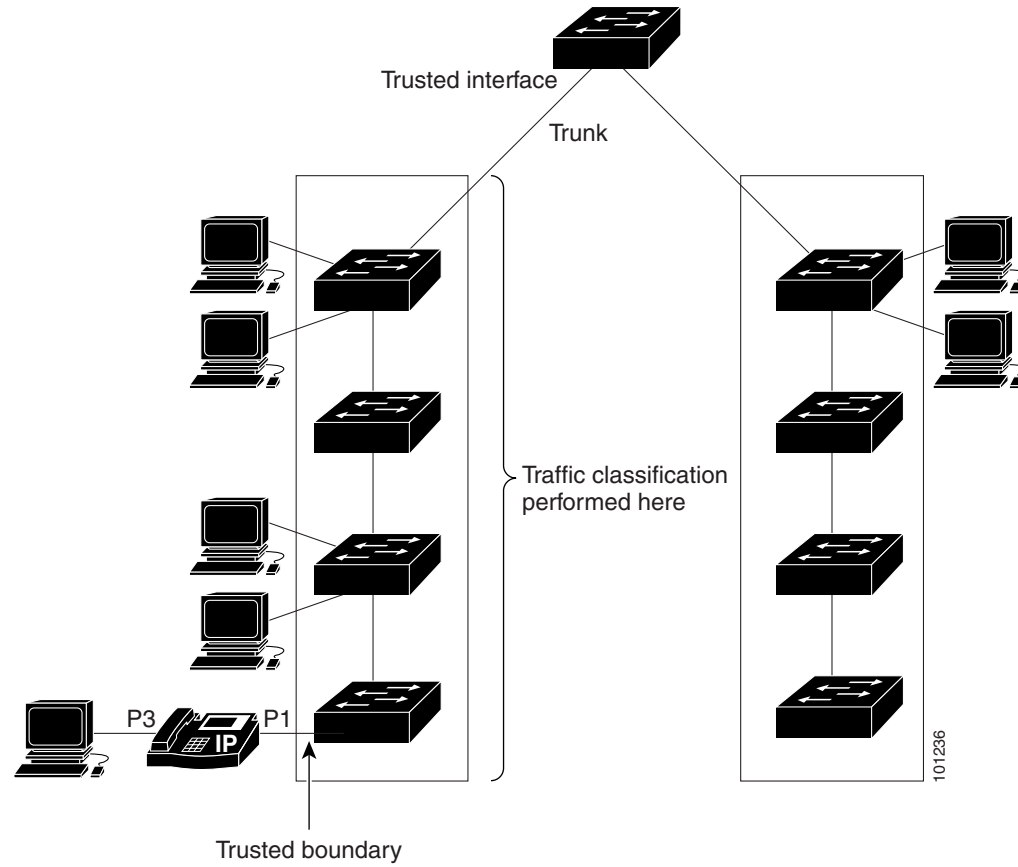 Trusted interface
Trunk
Traffic classification
performed here
P3
IP
P1
Trusted boundary
101236